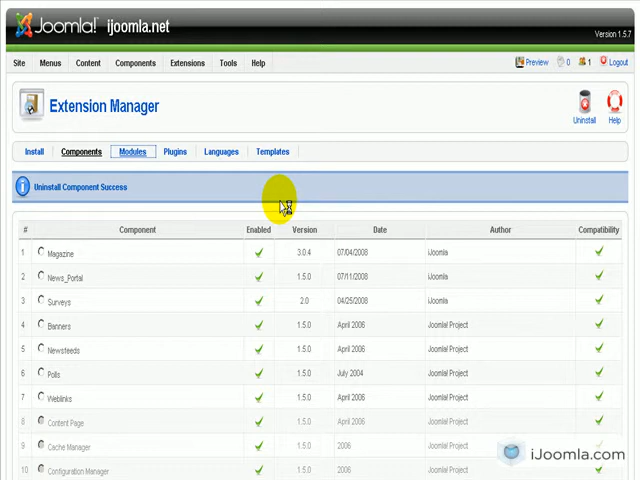 Joomla! ijoomla.net
Version 1.5.7
Site Menus Content Components Extensions Tools Help Preview 0 1 Logout
Extension Manager Uninstall Help
Install Components Modules Plugins Languages Templates
Uninstall Component Success
# Component Enabled Version Date Author Compatibility
1 Magazine 3.0.4 07/04/2008 iJoomla
2 News_Portal 1.5.0 07/11/2008 iJoomla
3 Surveys 2.0 04/25/2008 iJoomla
4 Banners 1.5.0 April 2006 Joomla! Project
5 Newsfeeds 1.5.0 April 2006 Joomla! Project
6 Polls 1.5.0 July 2004 Joomla! Project
7 Weblinks 1.5.0 April 2006 Joomla! Project
8 Content Page 1.5.0 April 2006 Joomla! Project
9 Cache Manager 1.5.0 2006 Joomla! Project
10 Configuration Manager 1.5.0 2006 Joomla! Project
iJoomla.com